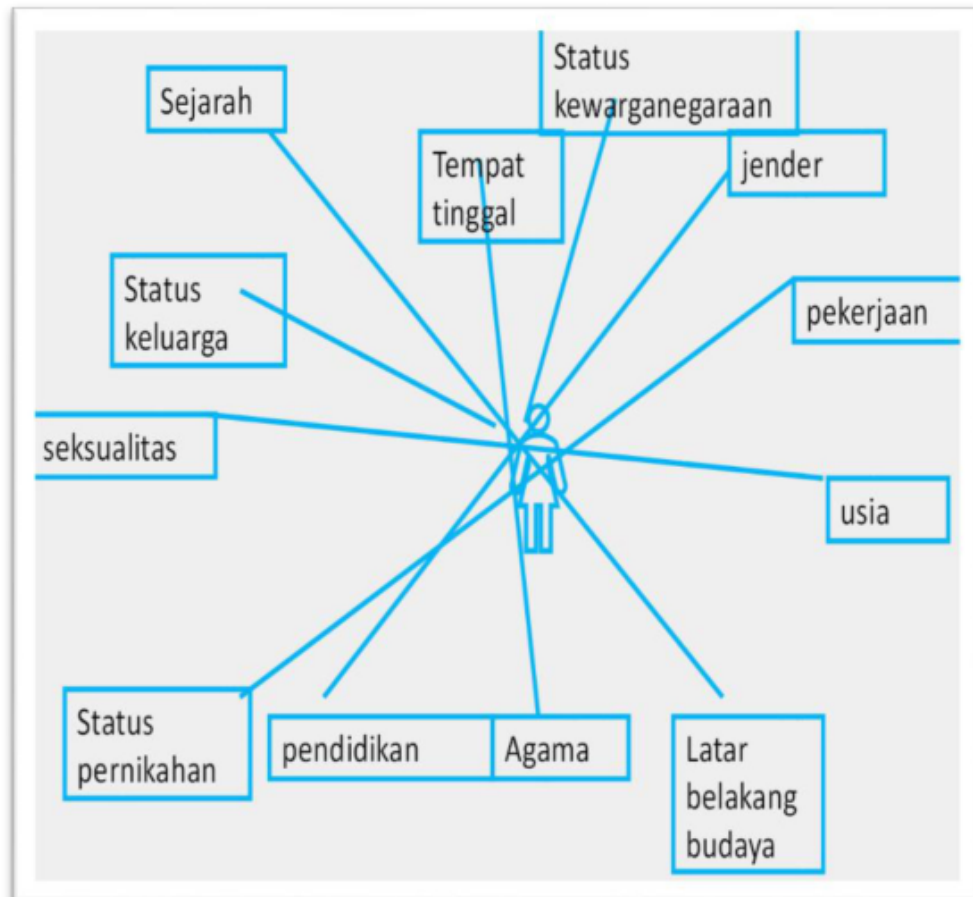 Status
kewarganegaraan
Sejarah
Tempat
tinggal
jender
Status
keluarga
pekerjaan
seksualitas
usia
Status
pernikahan
pendidikan
Agama
Latar
belakang
budaya